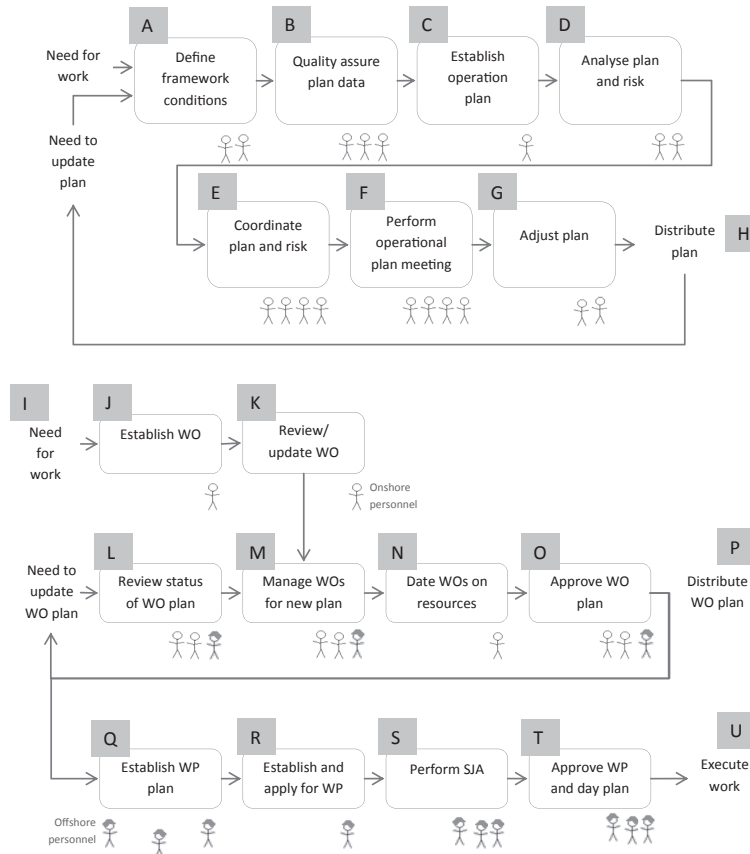 A
B
C
D
Need for
work
Define
framework
conditions
Quality assure
plan data
Establish
operation
plan
Analyse plan
and risk
Need to
update
plan
E
F
G
H
Coordinate
plan and risk
Perform
operational
plan meeting
Adjust plan
Distribute
plan
I
J
K
Need
for
work
Establish WO
Review/
update WO
Onshore
personnel
L
M
N
O
P
Need to
update
WO plan
Review status
of WO plan
Manage WOs
for new plan
Date WOs on
resources
Approve WO
plan
Distribute
WO plan
Q
R
S
T
U
Establish WP
plan
Establish and
apply for WP
Perform SJA
Approve WP
and day plan
Execute
work
Offshore
personnel